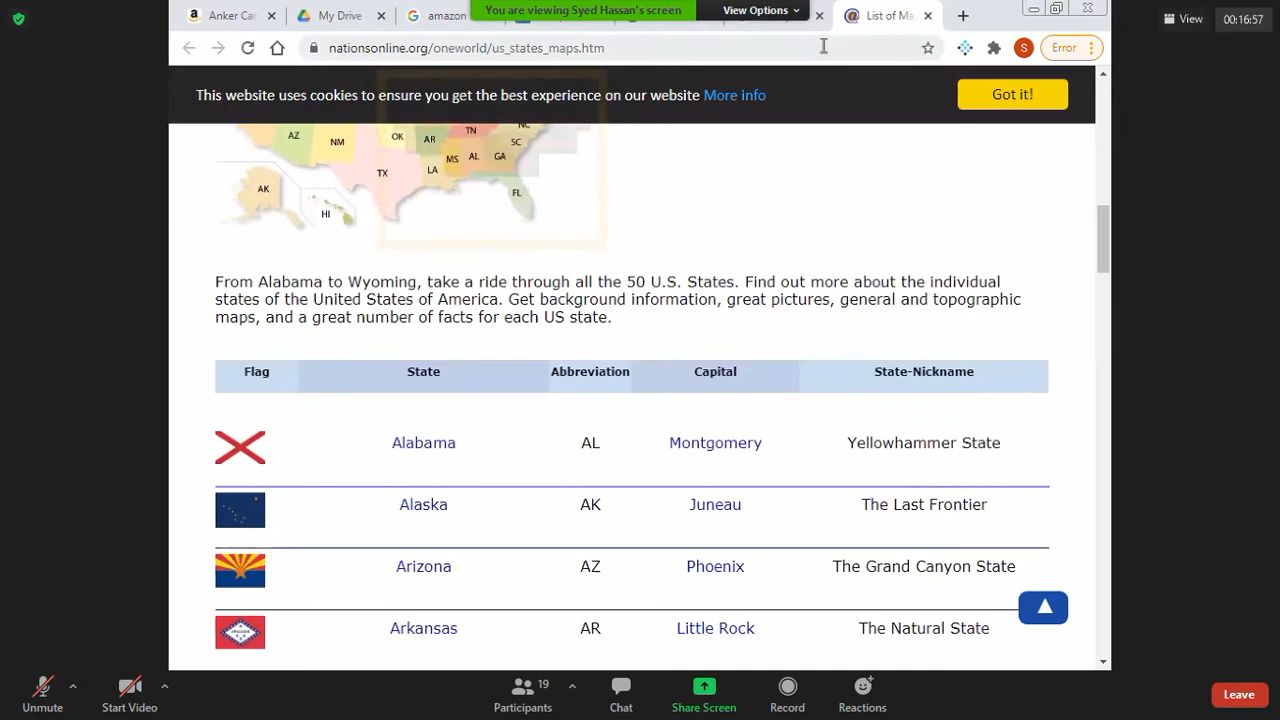 Anker Car
My Drive
amazon
You are viewing Syed Hassan's screen
View Options
List of Ma
View
00:16:57
nationsonline.org/oneworld/us_states_maps.htm
S
Error
This website uses cookies to ensure you get the best experience on our website More info
Got it!
NC
AZ
NM
OK
AR
TN
SC
MS
AL
GA
TX
LA
AK
HI
FL
From Alabama to Wyoming, take a ride through all the 50 U.S. States. Find out more about the individual
states of the United States of America. Get background information, great pictures, general and topographic
maps, and a great number of facts for each US state.
Flag State Abbreviation Capital State-Nickname
Alabama AL Montgomery Yellowhammer State
Alaska AK Juneau The Last Frontier
Arizona AZ Phoenix The Grand Canyon State
Arkansas AR Little Rock The Natural State
19
Unmute
Start Video
Participants
Chat
Share Screen
Record
Reactions
Leave